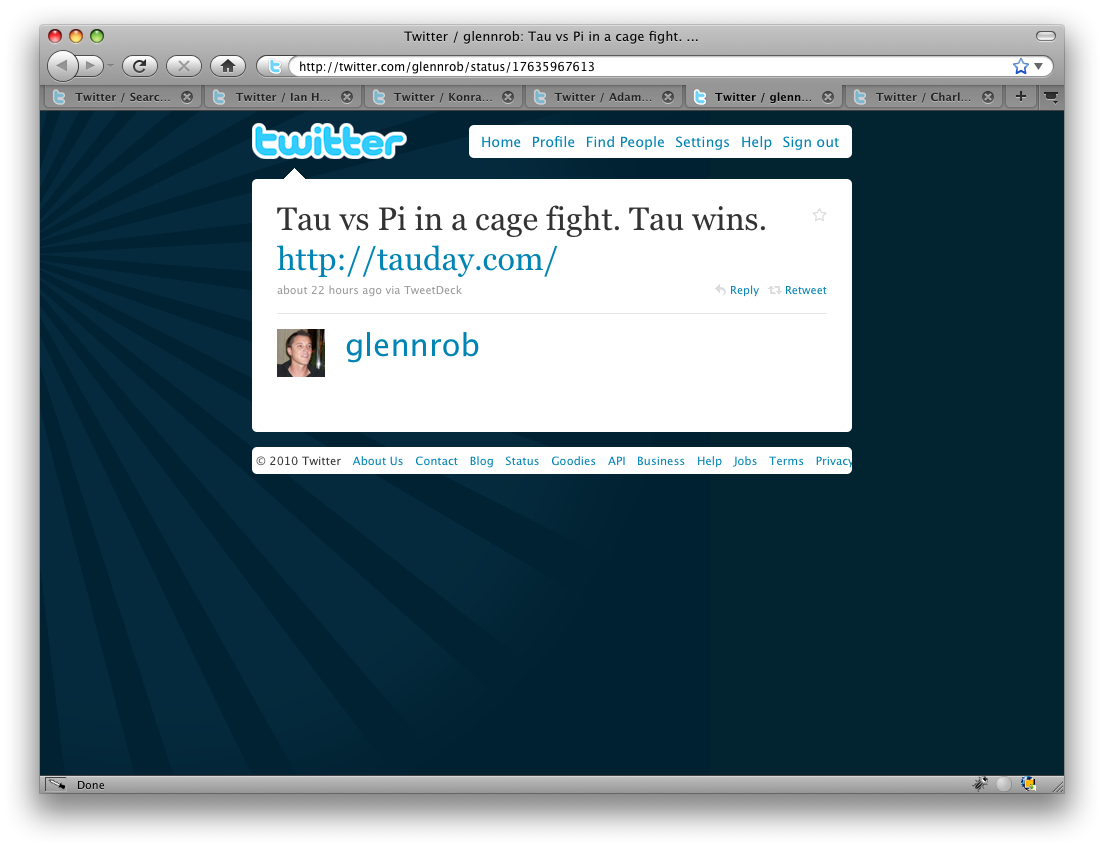 Twitter / glennrob: Tau vs Pi in a cage fight. ...
http://twitter.com/glennrob/status/17635967613
Twitter / Searc... Twitter / Ian H... Twitter / Konra... Twitter / Adam... Twitter / glenn... Twitter / Charl...
twitter
Home Profile Find People Settings Help Sign out
Tau vs Pi in a cage fight. Tau wins.
http://tauday.com/
about 22 hours ago via TweetDeck Reply Retweet
glennrob
© 2010 Twitter About Us Contact Blog Status Goodies API Business Help Jobs Terms Privacy
Done